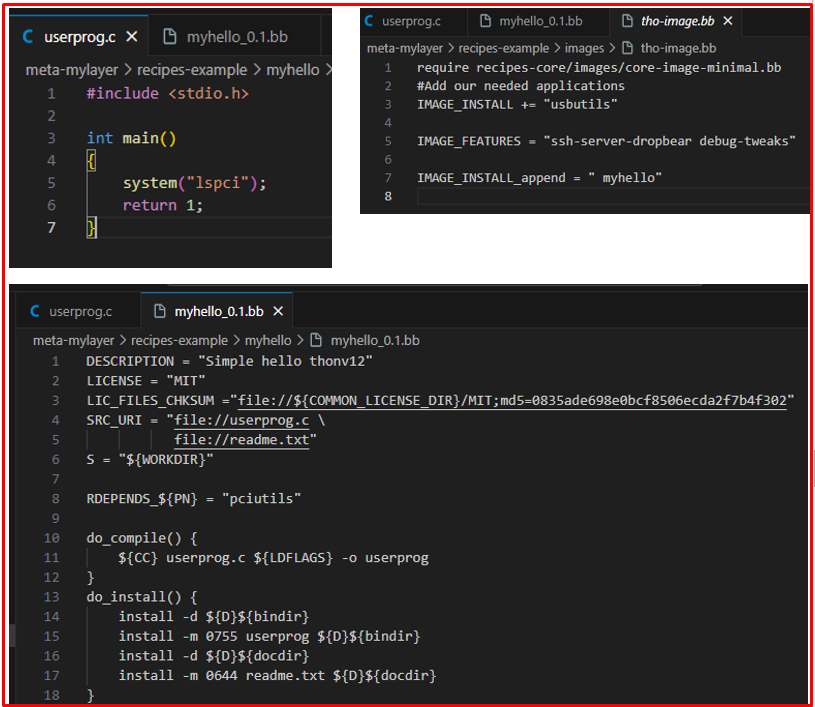 C userprog.c × myhello_0.1.bb
meta-mylayer > recipes-example > myhello >
1 #include <stdio.h>
2
3 int main()
4 {
5 system("lspci");
6 return 1;
7 }
C userprog.c myhello_0.1.bb tho-image.bb ×
meta-mylayer > recipes-example > images > tho-image.bb
1 require recipes-core/images/core-image-minimal.bb
2 #Add our needed applications
3 IMAGE_INSTALL += "usbutils"
4
5 IMAGE_FEATURES = "ssh-server-dropbear debug-tweaks"
6
7 IMAGE_INSTALL_append = " myhello"
8
C userprog.c myhello_0.1.bb ×
meta-mylayer > recipes-example > myhello > myhello_0.1.bb
1 DESCRIPTION = "Simple hello thonv12"
2 LICENSE = "MIT"
3 LIC_FILES_CHKSUM ="file://${COMMON_LICENSE_DIR}/MIT;md5=0835ade698e0bcf8506ecda2f7b4f302"
4 SRC_URI = "file://userprog.c \
5 file://readme.txt"
6 S = "${WORKDIR}"
7
8 RDEPENDS_${PN} = "pciutils"
9
10 do_compile() {
11 ${CC} userprog.c ${LDFLAGS} -o userprog
12 }
13 do_install() {
14 install -d ${D}${bindir}
15 install -m 0755 userprog ${D}${bindir}
16 install -d ${D}${docdir}
17 install -m 0644 readme.txt ${D}${docdir}
18 }